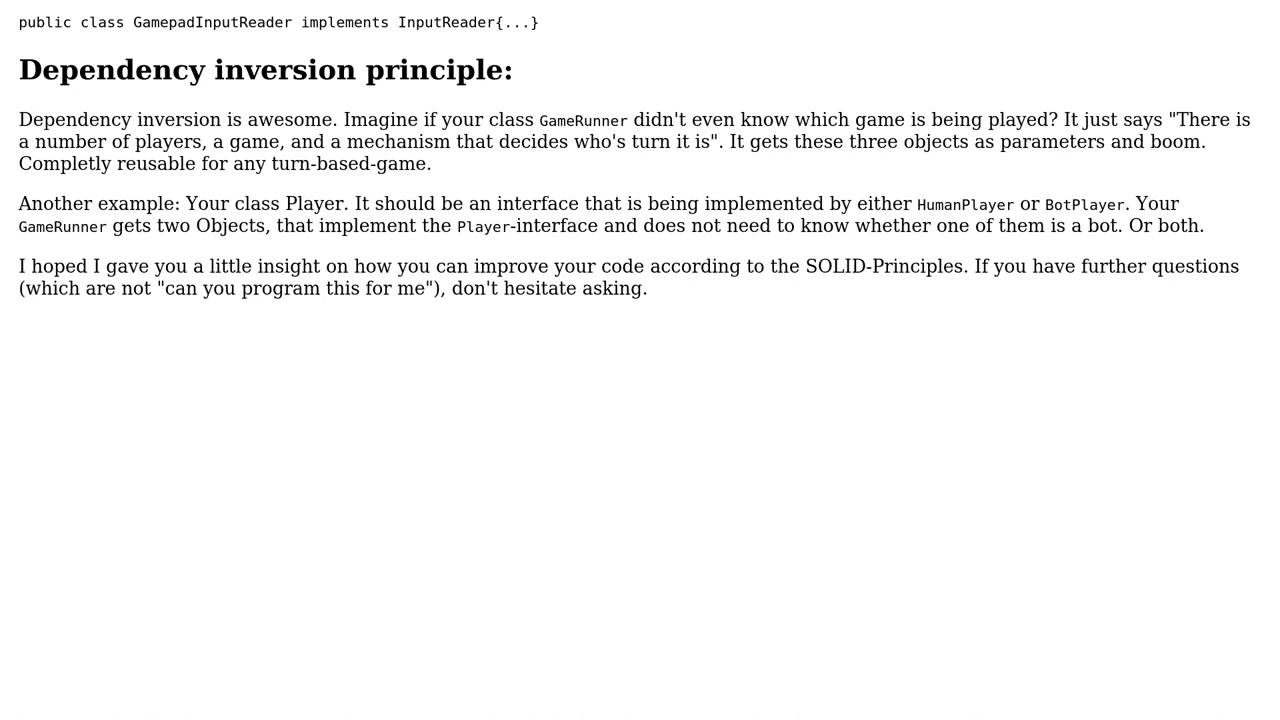 public class GamepadInputReader implements InputReader{...}
Dependency inversion principle:
Dependency inversion is awesome. Imagine if your class GameRunner didn't even know which game is being played? It just says "There is
a number of players, a game, and a mechanism that decides who's turn it is". It gets these three objects as parameters and boom.
Completly reusable for any turn-based-game.
Another example: Your class Player. It should be an interface that is being implemented by either HumanPlayer or BotPlayer. Your
GameRunner gets two Objects, that implement the Player-interface and does not need to know whether one of them is a bot. Or both.
I hoped I gave you a little insight on how you can improve your code according to the SOLID-Principles. If you have further questions
(which are not "can you program this for me"), don't hesitate asking.